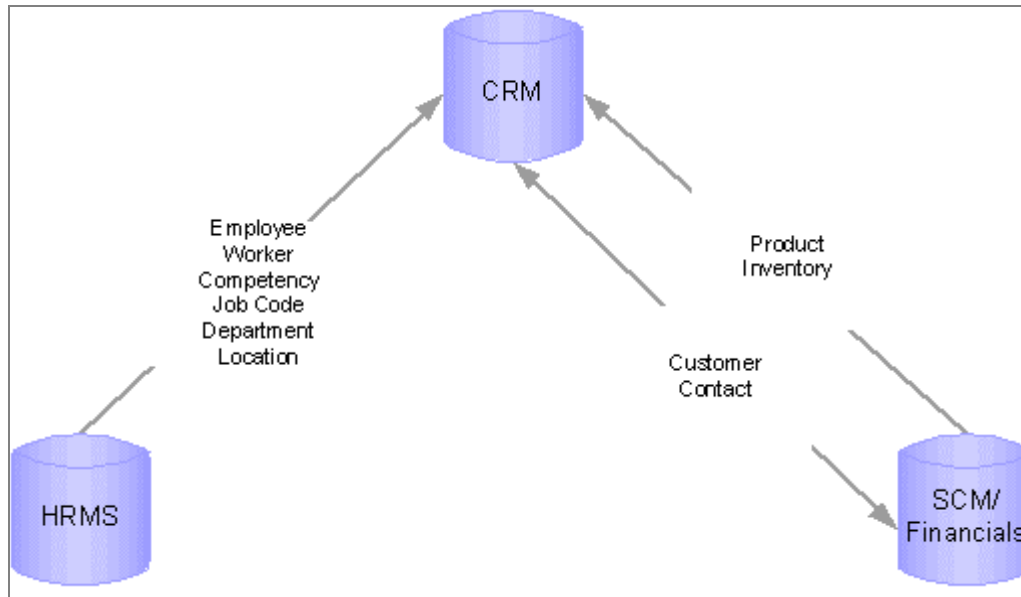 CRM
Employee
Worker
Competency
Job Code
Department
Location
Product
Inventory
Customer
Contact
HRMS
SCM/
Financials